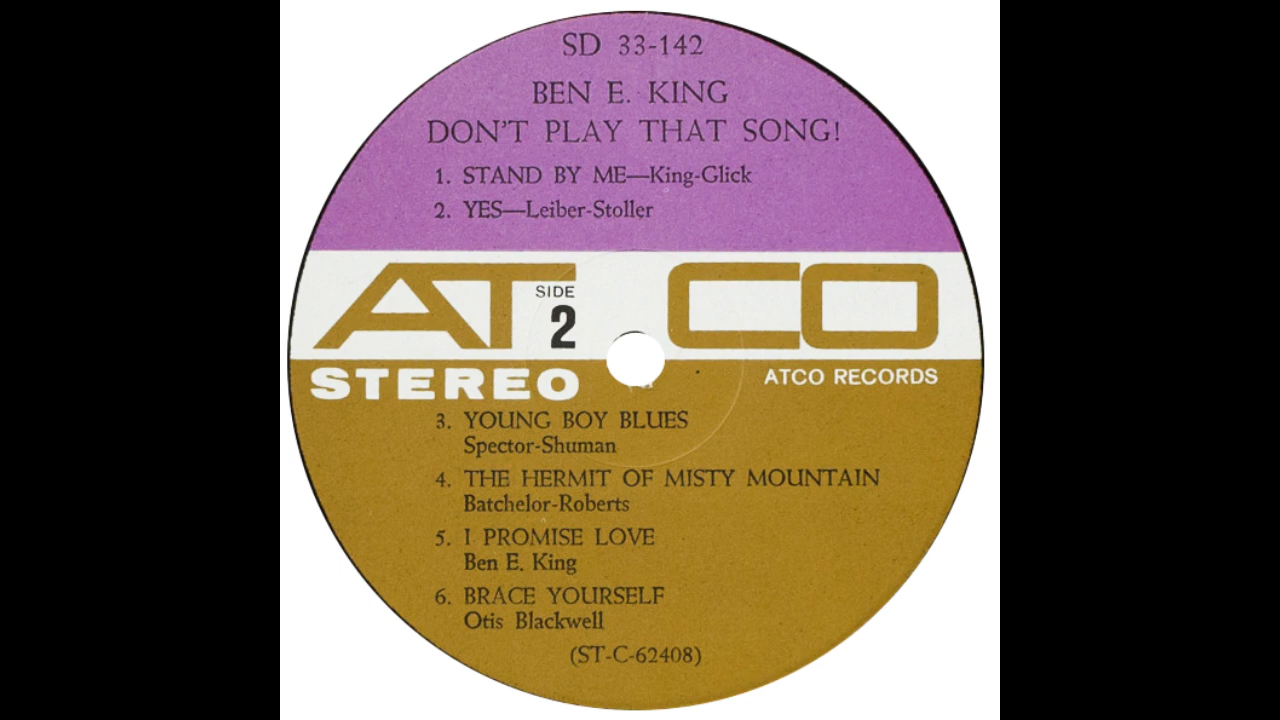 SD 33-142
BEN E. KING
DON'T PLAY THAT SONG!
1. STAND BY ME—King-Glick
2. YES—Leiber-Stoller
ATCO
SIDE
2
STEREO
ATCO RECORDS
3. YOUNG BOY BLUES
Spector-Shuman
4. THE HERMIT OF MISTY MOUNTAIN
Batchelor-Roberts
5. I PROMISE LOVE
Ben E. King
6. BRACE YOURSELF
Otis Blackwell
(ST-C-62408)